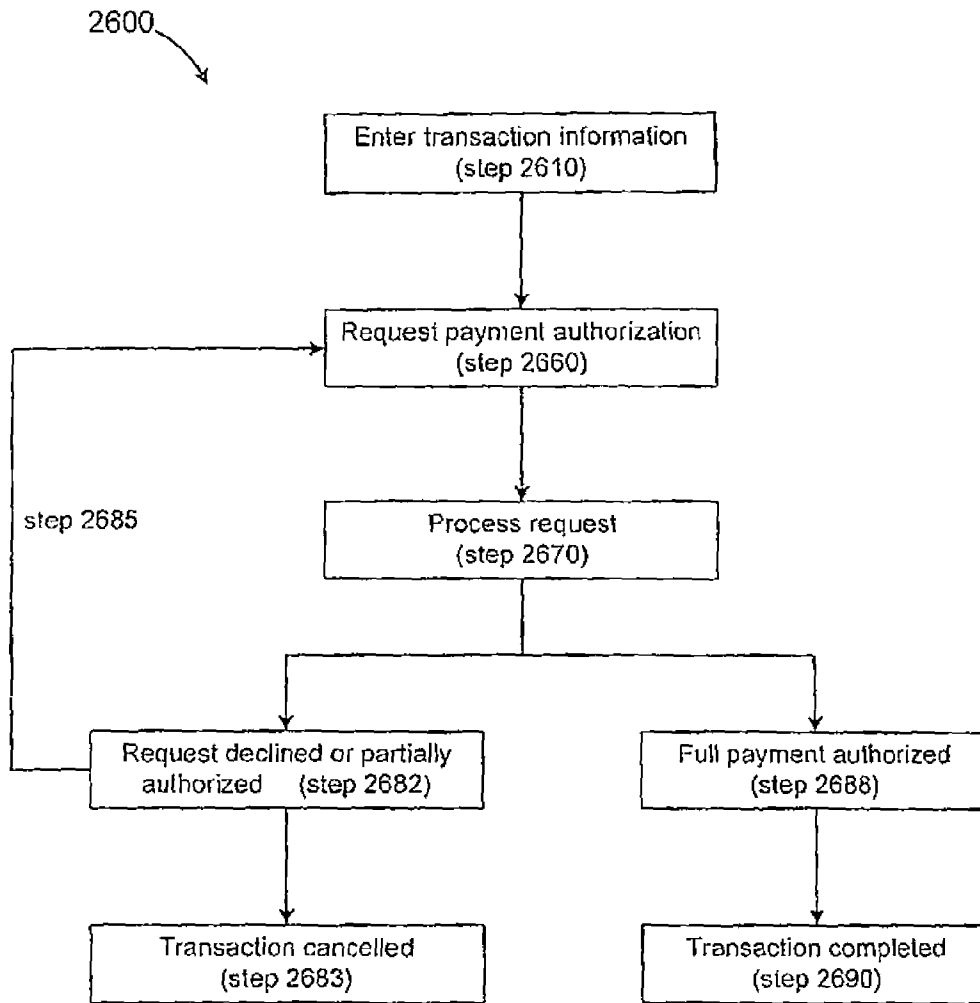 2600
Enter transaction information
(step 2610)
Request payment authorization
(step 2660)
step 2685
Process request
(step 2670)
Request declined or partially
authorized (step 2682)
Full payment authorized
(step 2688)
Transaction cancelled
(step 2683)
Transaction completed
(step 2690)